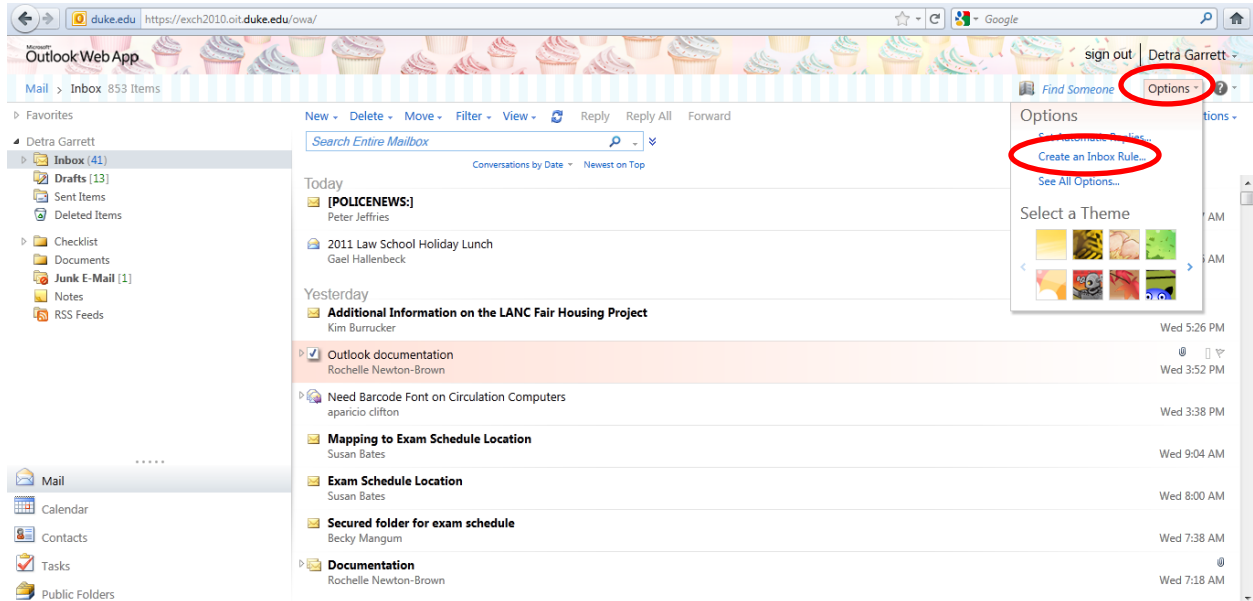 duke.edu https://exch2010.oit.duke.edu/owa/ Google
Microsoft®
Outlook Web App sign out Detra Garrett
Mail > Inbox 853 Items Find Someone Options
Favorites
Detra Garrett
Inbox (41)
Drafts [13]
Sent Items
Deleted Items
Checklist
Documents
Junk E-Mail [1]
Notes
RSS Feeds
Mail
Calendar
Contacts
Tasks
Public Folders
New Delete Move Filter View Reply Reply All Forward
Search Entire Mailbox
Conversations by Date Newest on Top
Today
[POLICENEWS:]
Peter Jeffries
AM
2011 Law School Holiday Lunch
Gael Hallenbeck
AM
Yesterday
Additional Information on the LANC Fair Housing Project
Kim Burrucker
Wed 5:26 PM
Outlook documentation
Rochelle Newton-Brown
Wed 3:52 PM
Need Barcode Font on Circulation Computers
aparicio clifton
Wed 3:38 PM
Mapping to Exam Schedule Location
Susan Bates
Wed 9:04 AM
Exam Schedule Location
Susan Bates
Wed 8:00 AM
Secured folder for exam schedule
Becky Mangum
Wed 7:38 AM
Documentation
Rochelle Newton-Brown
Wed 7:18 AM
Options
Set Automatic Replies...
Create an Inbox Rule...
See All Options...
Select a Theme